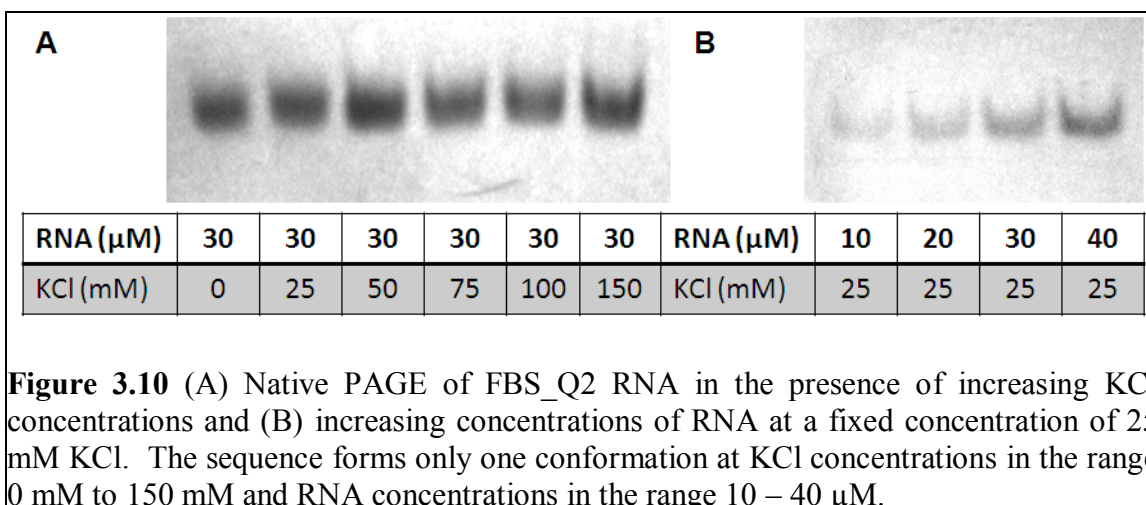 A B
RNA (µM) 30 30 30 30 30 30 RNA (µM) 10 20 30 40
KCl (mM) 0 25 50 75 100 150 KCl (mM) 25 25 25 25
Figure 3.10 (A) Native PAGE of FBS_Q2 RNA in the presence of increasing KC
concentrations and (B) increasing concentrations of RNA at a fixed concentration of 25
mM KCl. The sequence forms only one conformation at KCl concentrations in the range
0 mM to 150 mM and RNA concentrations in the range 10 – 40 µM.